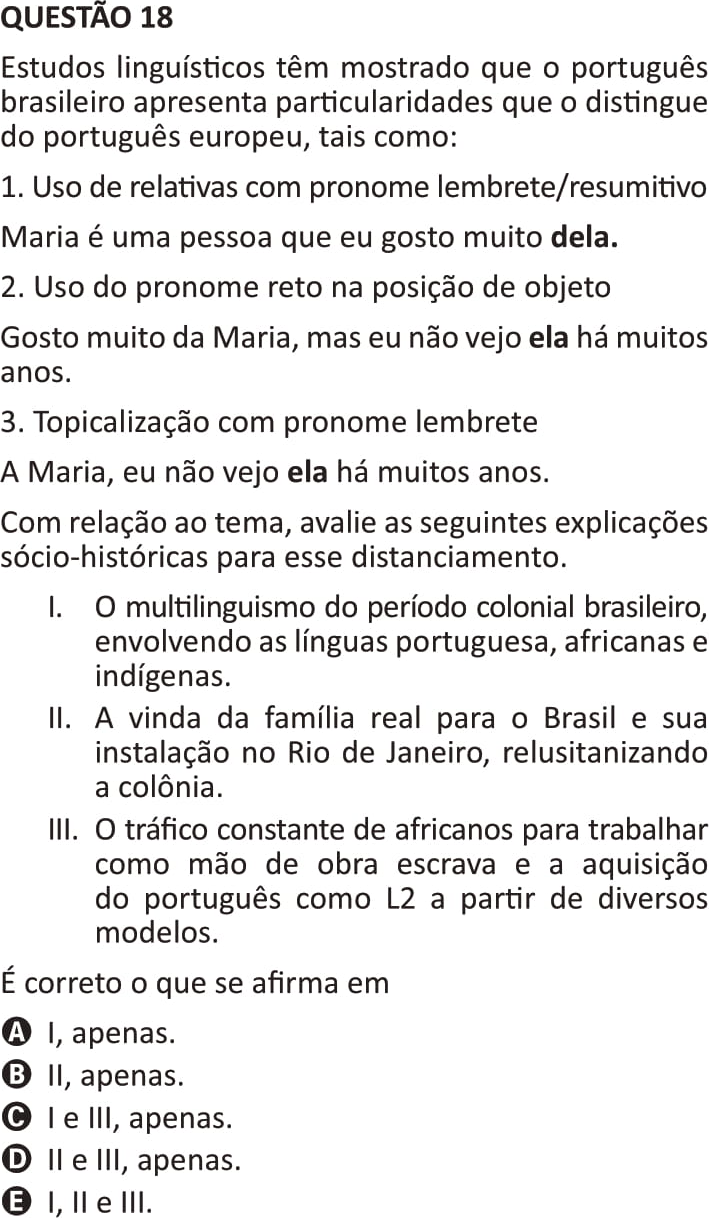 QUESTÃO 18
Estudos linguísticos têm mostrado que o português
brasileiro apresenta particularidades que o distingue
do português europeu, tais como:
1. Uso de relativas com pronome lembrete/resumitivo
Maria é uma pessoa que eu gosto muito dela.
2. Uso do pronome reto na posição de objeto
Gosto muito da Maria, mas eu não vejo ela há muitos
anos.
3. Topicalização com pronome lembrete
A Maria, eu não vejo ela há muitos anos.
Com relação ao tema, avalie as seguintes explicações
sócio-históricas para esse distanciamento.
I. O multilinguismo do período colonial brasileiro,
envolvendo as línguas portuguesa, africanas e
indígenas.
II. A vinda da família real para o Brasil e sua
instalação no Rio de Janeiro, relusitanizando
a colônia.
III. O tráfico constante de africanos para trabalhar
como mão de obra escrava e a aquisição
do português como L2 a partir de diversos
modelos.
É correto o que se afirma em
A I, apenas.
B II, apenas.
C I e III, apenas.
D II e III, apenas.
E I, II e III.